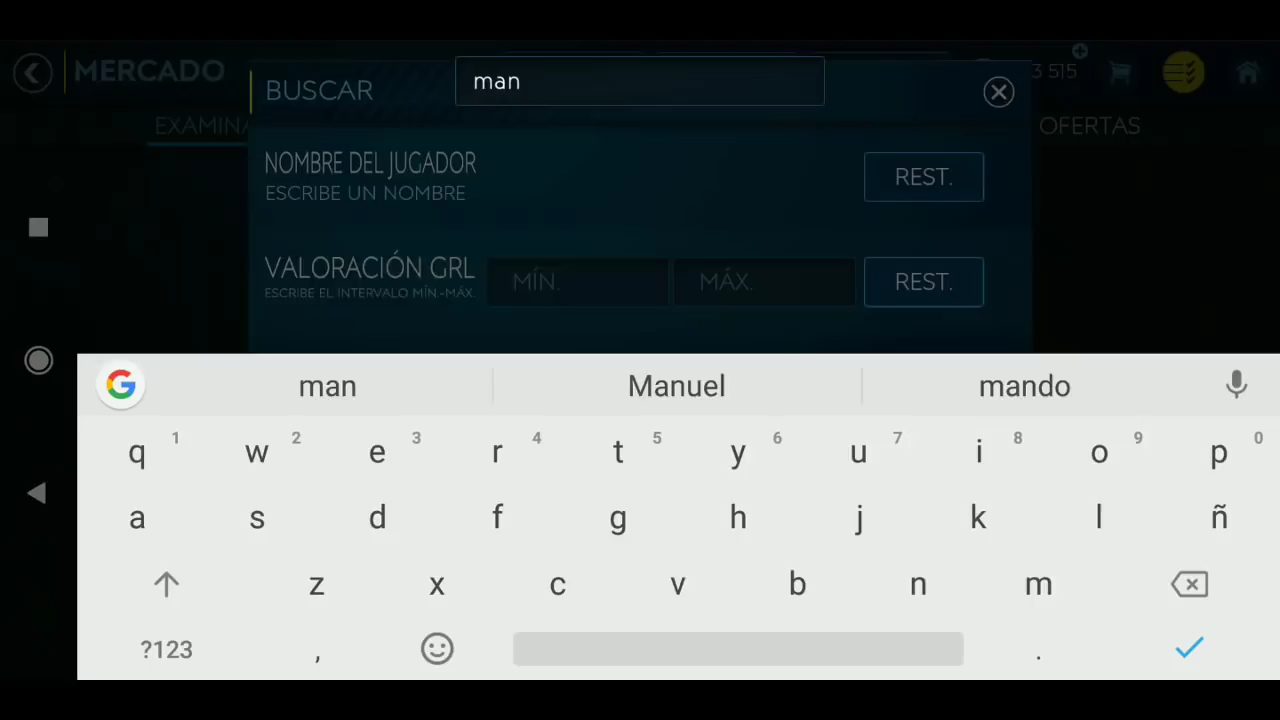 MERCADO
BUSCAR
man
3 515
EXAMINA
OFERTAS
NOMBRE DEL JUGADOR
ESCRIBE UN NOMBRE
REST.
VALORACIÓN GRL
ESCRIBE EL INTERVALO MÍN.-MÁX.
MÍN.
MÁX.
REST.
G man Manuel mando
q 1 w 2 e 3 r 4 t 5 y 6 u 7 i 8 o 9 p 0
a s d f g h j k l ñ
z x c v b n m
?123 , .